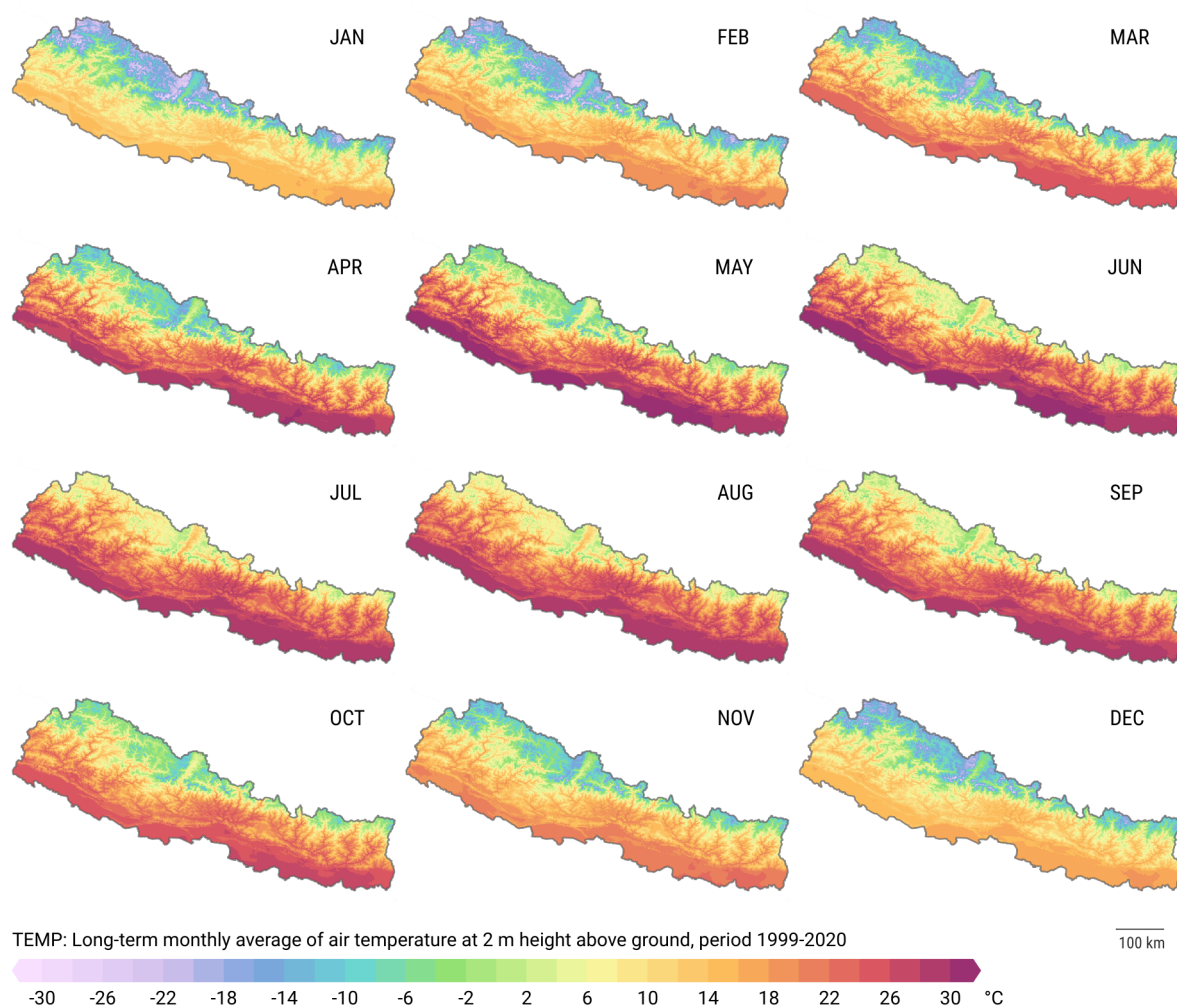 JAN FEB MAR
APR MAY JUN
JUL AUG SEP
OCT NOV DEC
TEMP: Long-term monthly average of air temperature at 2 m height above ground, period 1999-2020
100 km
-30 -26 -22 -18 -14 -10 -6 -2 2 6 10 14 18 22 26 30 °C